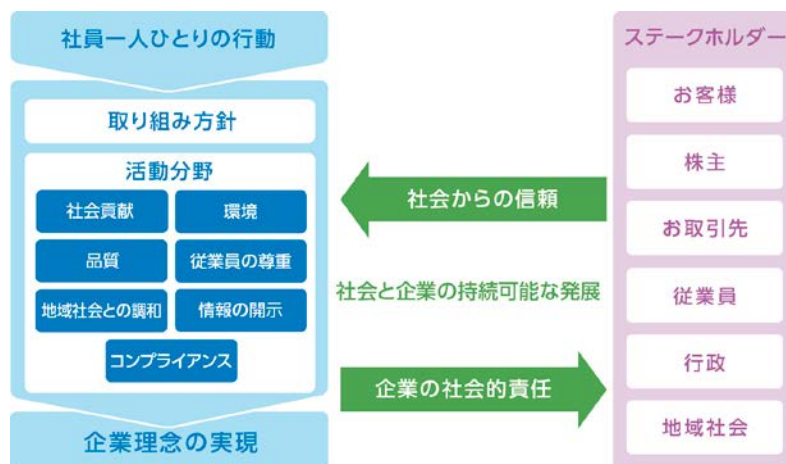 社員一人ひとりの行動
取り組み方針
活動分野
社会貢献
環境
品質
従業員の尊重
地域社会との調和
情報の開示
コンプライアンス
企業理念の実現
社会からの信頼
社会と企業の持続可能な発展
企業の社会的責任
ステークホルダー
お客様
株主
お取引先
従業員
行政
地域社会